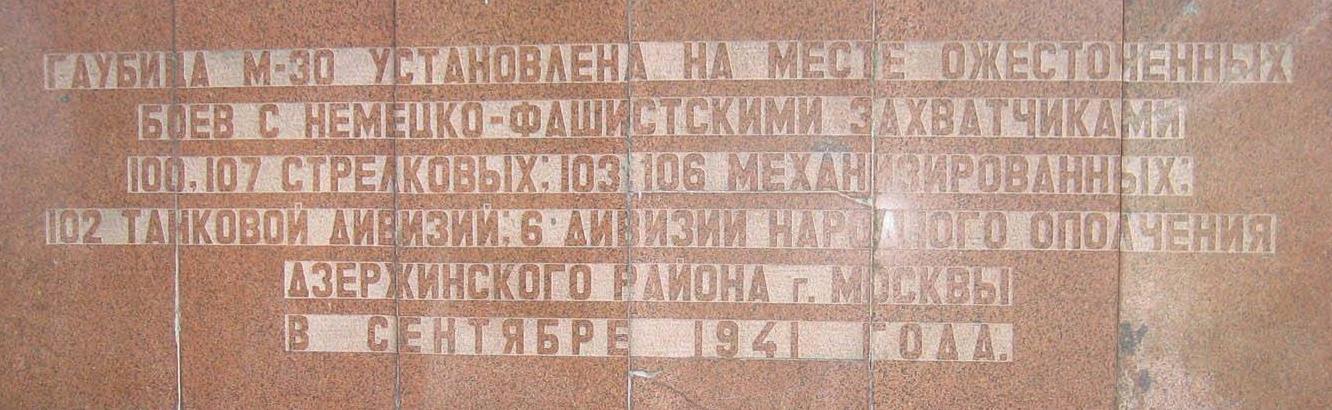 ГАУБИЦА М-30 УСТАНОВЛЕНА НА МЕСТЕ ОЖЕСТОЧЕННЫХ
БОЕВ С НЕМЕЦКО-ФАШИСТСКИМИ ЗАХВАТЧИКАМИ
100, 107 СТРЕЛКОВЫХ; 103, 106 МЕХАНИЗИРОВАННЫХ;
102 ТАНКОВОЙ ДИВИЗИЙ; 6 ДИВИЗИИ НАРОДНОГО ОПОЛЧЕНИЯ
ДЗЕРЖИНСКОГО РАЙОНА г. МОСКВЫ
В СЕНТЯБРЕ 1941 ГОДА.